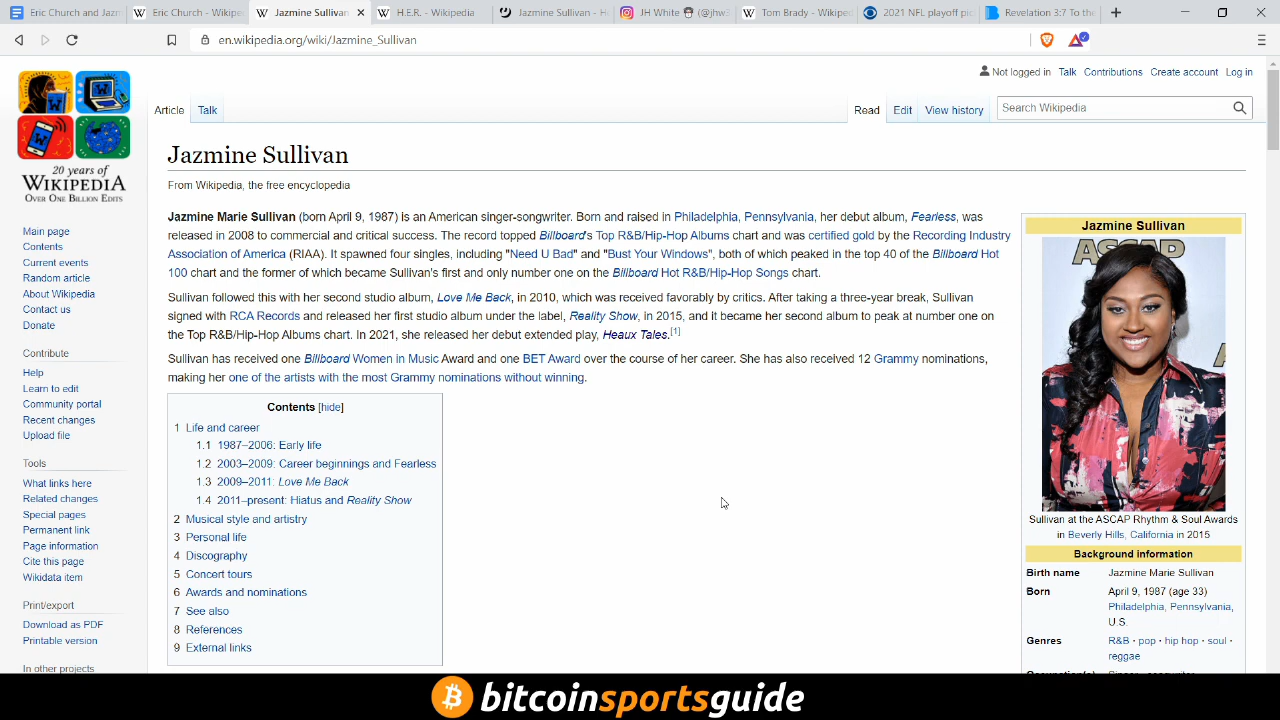 Eric Church and Jazm
Eric Church - Wikipe
Jazmine Sullivan
H.E.R. - Wikipedia
Jazmine Sullivan - H
JH White
(@jhw3
Tom Brady - Wikiped
2021 NFL playoff pic
Revelation 3:7 To the
en.wikipedia.org/wiki/Jazmine_Sullivan
Not logged in Talk Contributions Create account Log in
Article Talk Read Edit View history Search Wikipedia
20 years of
WIKIPEDIA
OVER ONE BILLION EDITS
Main page
Contents
Current events
Random article
About Wikipedia
Contact us
Donate
Contribute
Help
Learn to edit
Community portal
Recent changes
Upload file
Tools
What links here
Related changes
Special pages
Permanent link
Page information
Cite this page
Wikidata item
Print/export
Download as PDF
Printable version
In other projects
Jazmine Sullivan
From Wikipedia, the free encyclopedia
Jazmine Marie Sullivan (born April 9, 1987) is an American singer-songwriter. Born and raised in Philadelphia, Pennsylvania, her debut album, Fearless, was
released in 2008 to commercial and critical success. The record topped Billboard's Top R&B/Hip-Hop Albums chart and was certified gold by the Recording Industry
Association of America (RIAA). It spawned four singles, including "Need U Bad" and "Bust Your Windows", both of which peaked in the top 40 of the Billboard Hot
100 chart and the former of which became Sullivan's first and only number one on the Billboard Hot R&B/Hip-Hop Songs chart.
Sullivan followed this with her second studio album, Love Me Back, in 2010, which was received favorably by critics. After taking a three-year break, Sullivan
signed with RCA Records and released her first studio album under the label, Reality Show, in 2015, and it became her second album to peak at number one on
the Top R&B/Hip-Hop Albums chart. In 2021, she released her debut extended play, Heaux Tales.[1]
Sullivan has received one Billboard Women in Music Award and one BET Award over the course of her career. She has also received 12 Grammy nominations,
making her one of the artists with the most Grammy nominations without winning.
Contents [hide]
1 Life and career
1.1 1987–2006: Early life
1.2 2003–2009: Career beginnings and Fearless
1.3 2009–2011: Love Me Back
1.4 2011–present: Hiatus and Reality Show
2 Musical style and artistry
3 Personal life
4 Discography
5 Concert tours
6 Awards and nominations
7 See also
8 References
9 External links
Jazmine Sullivan
ASCAP
Sullivan at the ASCAP Rhythm & Soul Awards
in Beverly Hills, California in 2015
Background information
Birth name Jazmine Marie Sullivan
Born April 9, 1987 (age 33)
Philadelphia, Pennsylvania,
U.S.
Genres R&B · pop · hip hop · soul ·
reggae
bitcoinsportsguide